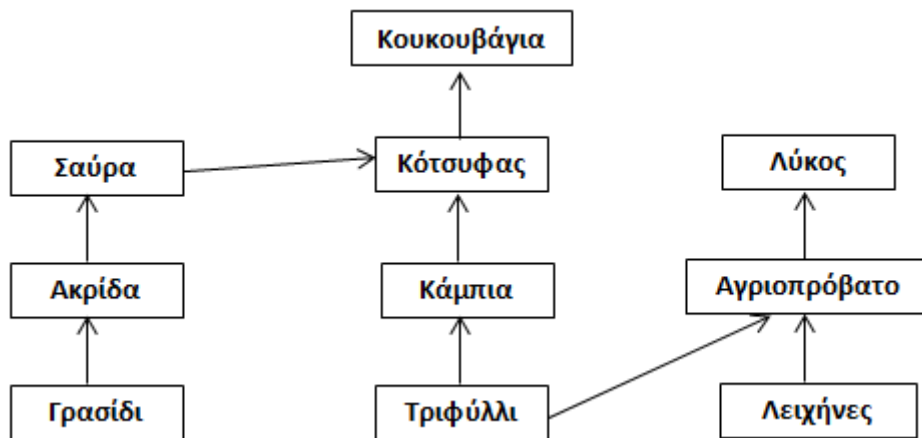 Κουκουβάγια
Σαύρα
Κότσυφας
Λύκος
Ακρίδα
Κάμπια
Αγριοπρόβατο
Γρασίδι
Τριφύλλι
Λειχήνες